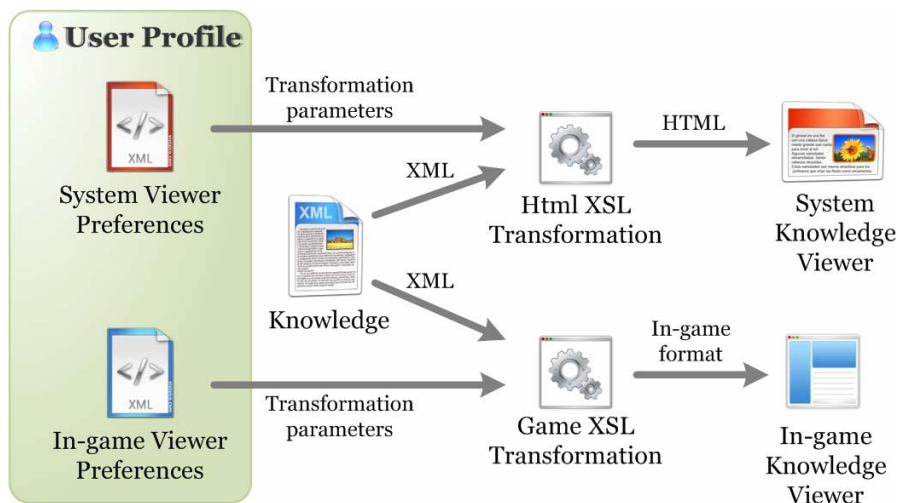 User Profile
</>
XML
System Viewer
Preferences
Transformation
parameters
XML
XML
Knowledge
XML
Html XSL
Transformation
HTML
System
Knowledge
Viewer
</>
XML
In-game Viewer
Preferences
Transformation
parameters
Game XSL
Transformation
In-game
format
In-game
Knowledge
Viewer